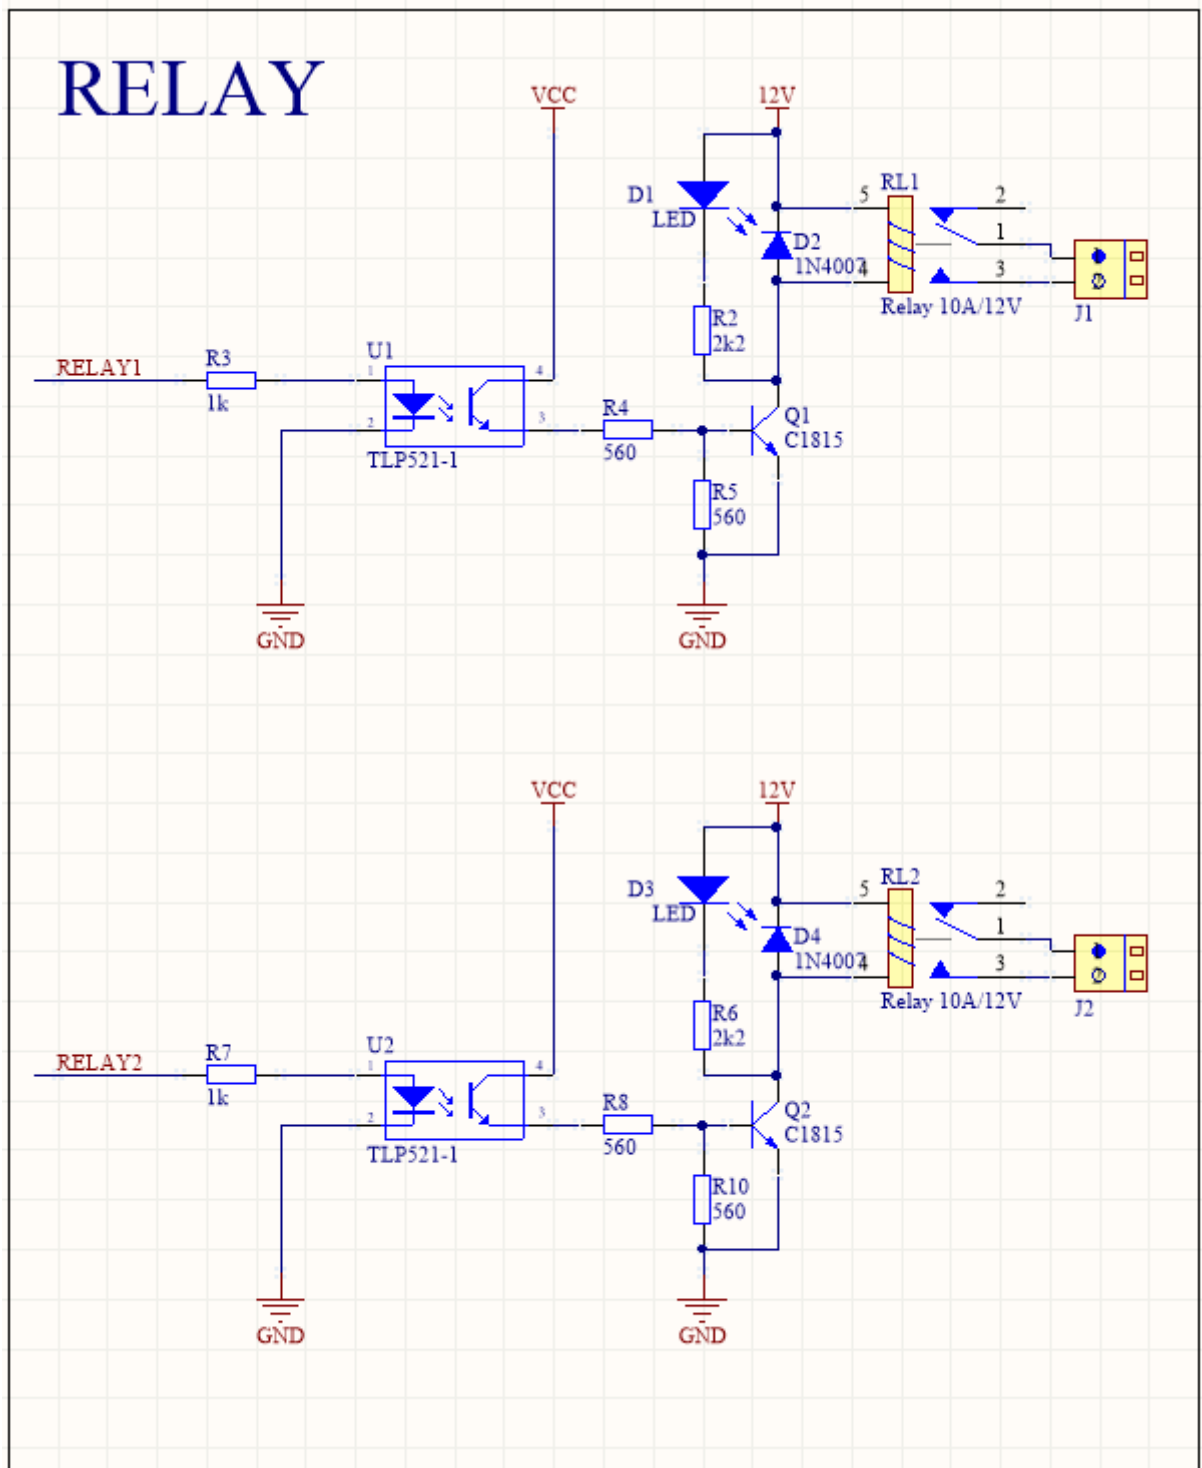 RELAY
VCC
12V
D1
LED
5
RL1
2
D2
1N4007
1
4
3
Relay 10A/12V
J1
R2
2k2
RELAY1
R3
1k
U1
1
4
2
3
TLP521-1
R4
560
Q1
C1815
R5
560
GND
GND
VCC
12V
D3
LED
5
RL2
2
D4
1N4007
1
4
3
Relay 10A/12V
J2
R6
2k2
RELAY2
R7
1k
U2
1
4
2
3
TLP521-1
R8
560
Q2
C1815
R10
560
GND
GND